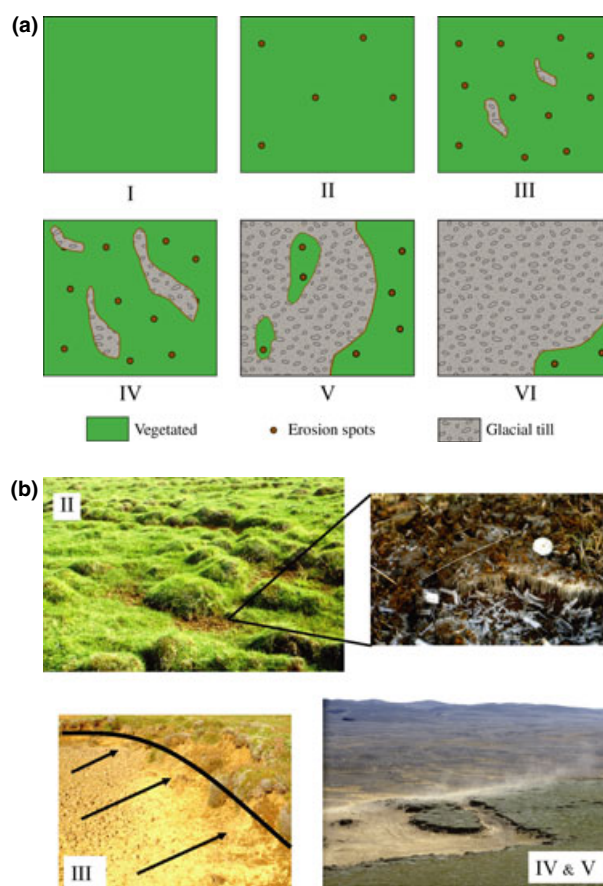 (a)
I II III
IV V VI
Vegetated Erosion spots Glacial till
(b)
II
III
IV & V